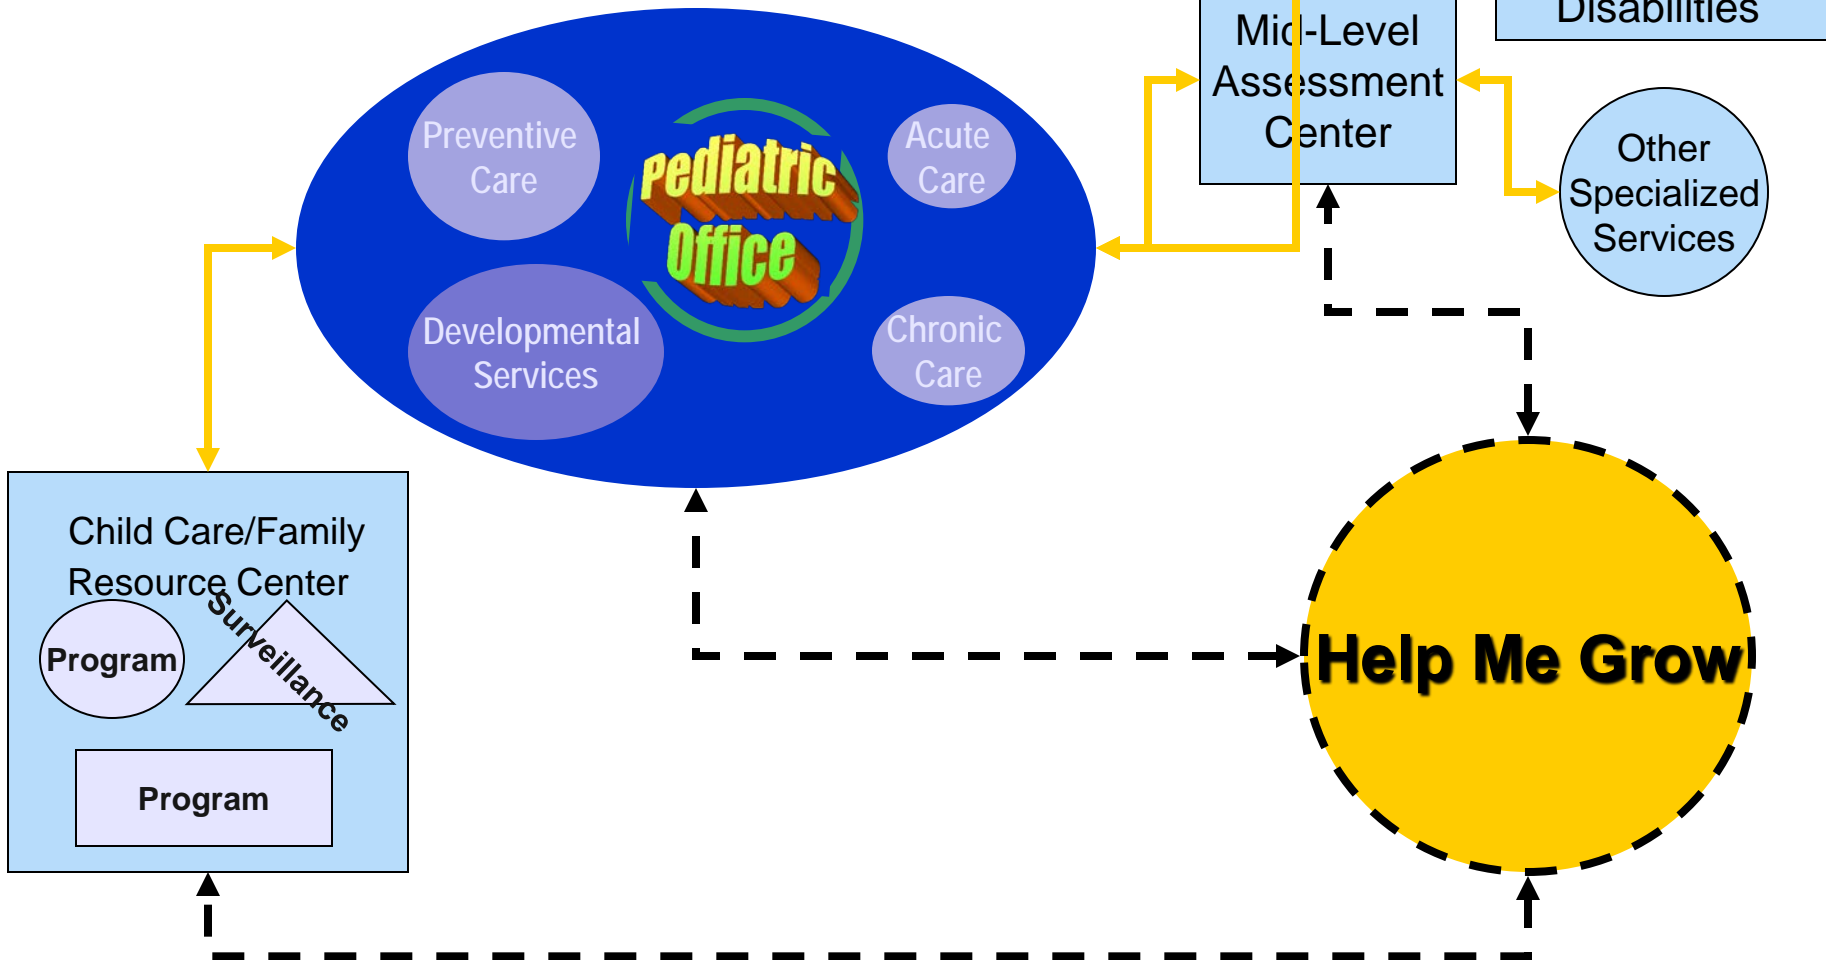 Disabilities
Mid-Level
Assessment
Center
Other
Specialized
Services
Preventive
Care
Pediatric
Office
Acute
Care
Developmental
Services
Chronic
Care
Child Care/Family
Resource Center
Program
Surveillance
Program
Help Me Grow